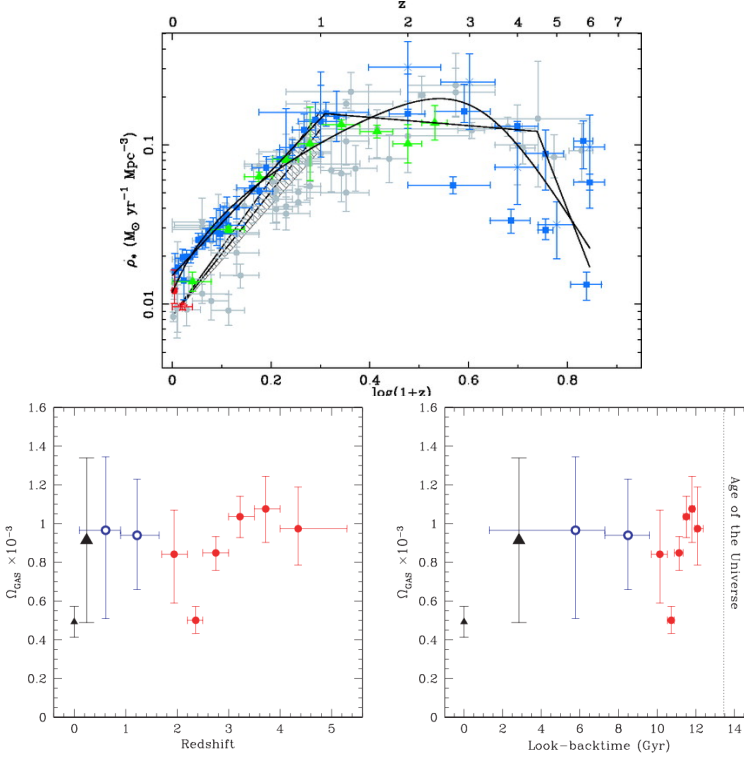 z
0 1 2 3 4 5 6 7
ρ̇* (M⊙ yr⁻¹ Mpc⁻³)
0.1
0.01
0 0.2 0.4 0.6 0.8
log(1+z)
Ω_GAS ×10⁻³
1.6
1.4
1.2
1
0.8
0.6
0.4
0.2
0
0 1 2 3 4 5
Redshift
Ω_GAS ×10⁻³
1.6
1.4
1.2
1
0.8
0.6
0.4
0.2
0
0 2 4 6 8 10 12 14
Look-backtime (Gyr)
Age of the Universe